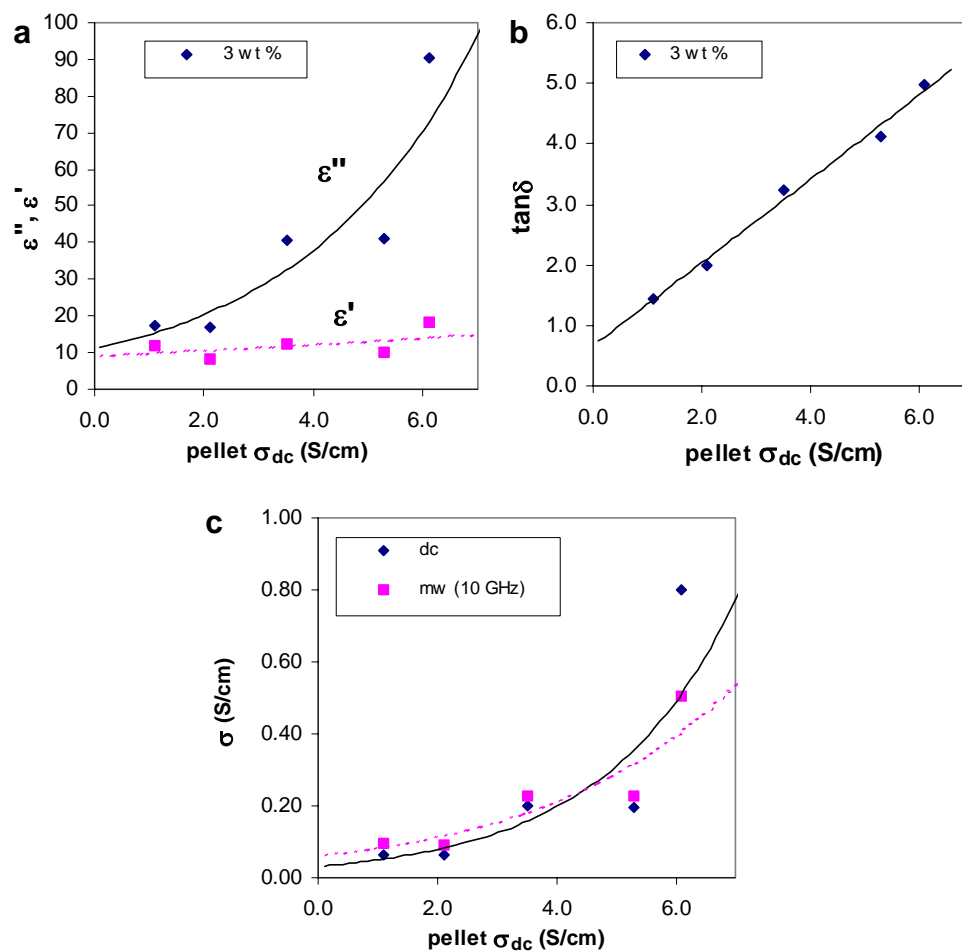 a
3 wt %
100
90
80
70
60
50
40
30
20
10
0
ε'', ε'
ε''
ε'
0.0 2.0 4.0 6.0
pellet σdc (S/cm)
b
3 wt %
6.0
5.0
4.0
3.0
2.0
1.0
0.0
tanδ
0.0 2.0 4.0 6.0
pellet σdc (S/cm)
c
dc
mw (10 GHz)
1.00
0.80
0.60
0.40
0.20
0.00
σ (S/cm)
0.0 2.0 4.0 6.0
pellet σdc (S/cm)